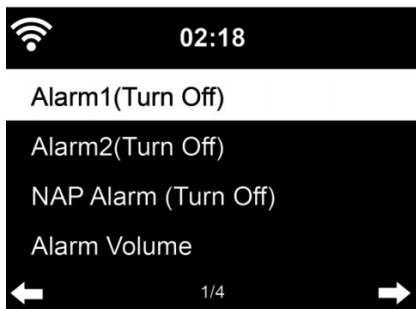 02:18
Alarm1(Turn Off)
Alarm2(Turn Off)
NAP Alarm (Turn Off)
Alarm Volume
1/4